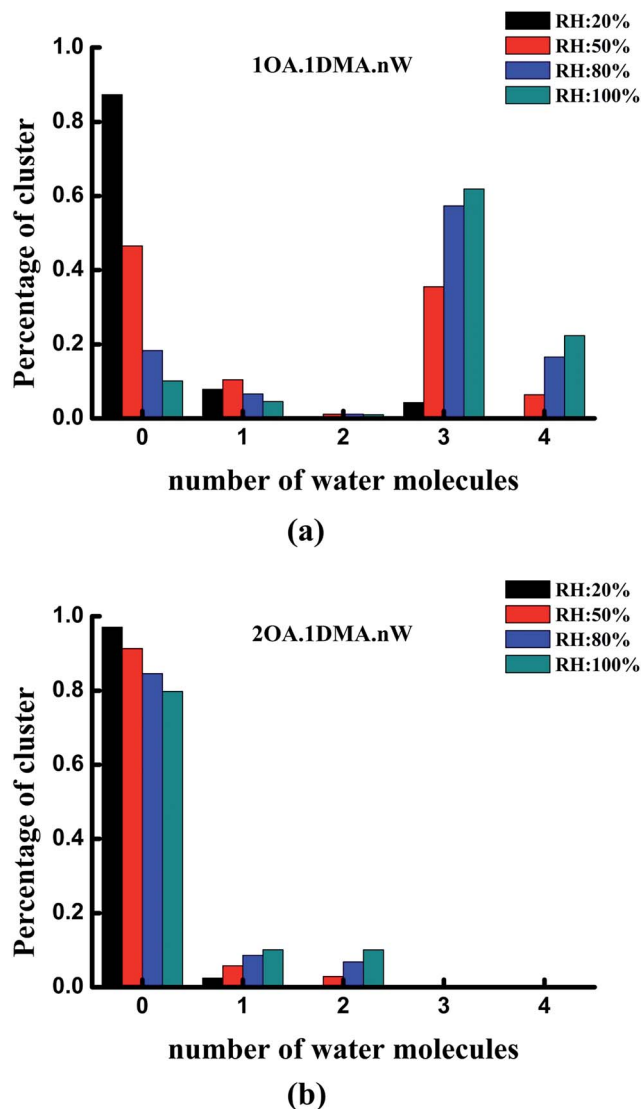 RH:20%
RH:50%
RH:80%
RH:100%
1OA.1DMA.nW
1.0
0.8
0.6
0.4
0.2
0.0
Percentage of cluster
0 1 2 3 4
number of water molecules
(a)
RH:20%
RH:50%
RH:80%
RH:100%
2OA.1DMA.nW
1.0
0.8
0.6
0.4
0.2
0.0
Percentage of cluster
0 1 2 3 4
number of water molecules
(b)